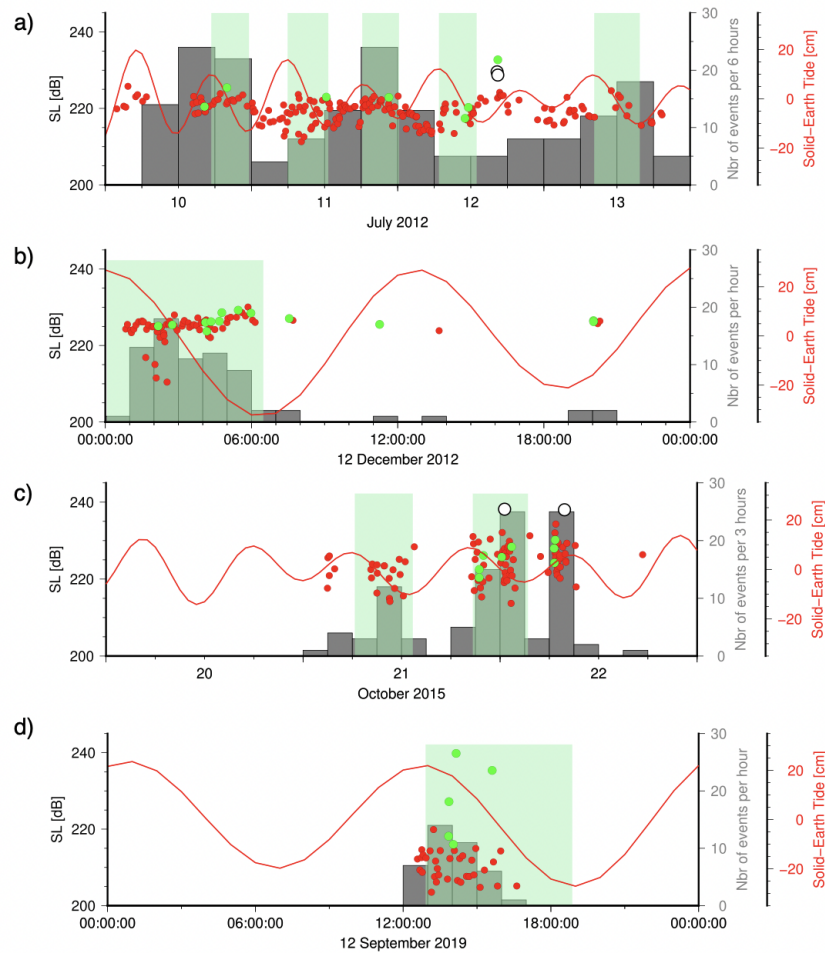 a)
240
220
200
SL [dB]
30
20
10
0
Nbr of events per 6 hours
20
0
−20
Solid−Earth Tide [cm]
10 11 12 13
July 2012
b)
240
220
200
SL [dB]
30
20
10
0
Nbr of events per hour
20
0
−20
Solid−Earth Tide [cm]
00:00:00 06:00:00 12:00:00 18:00:00 00:00:00
12 December 2012
c)
240
220
200
SL [dB]
30
20
10
0
Nbr of events per 3 hours
20
0
−20
Solid−Earth Tide [cm]
20 21 22
October 2015
d)
240
220
200
SL [dB]
30
20
10
0
Nbr of events per hour
20
0
−20
Solid−Earth Tide [cm]
00:00:00 06:00:00 12:00:00 18:00:00 00:00:00
12 September 2019